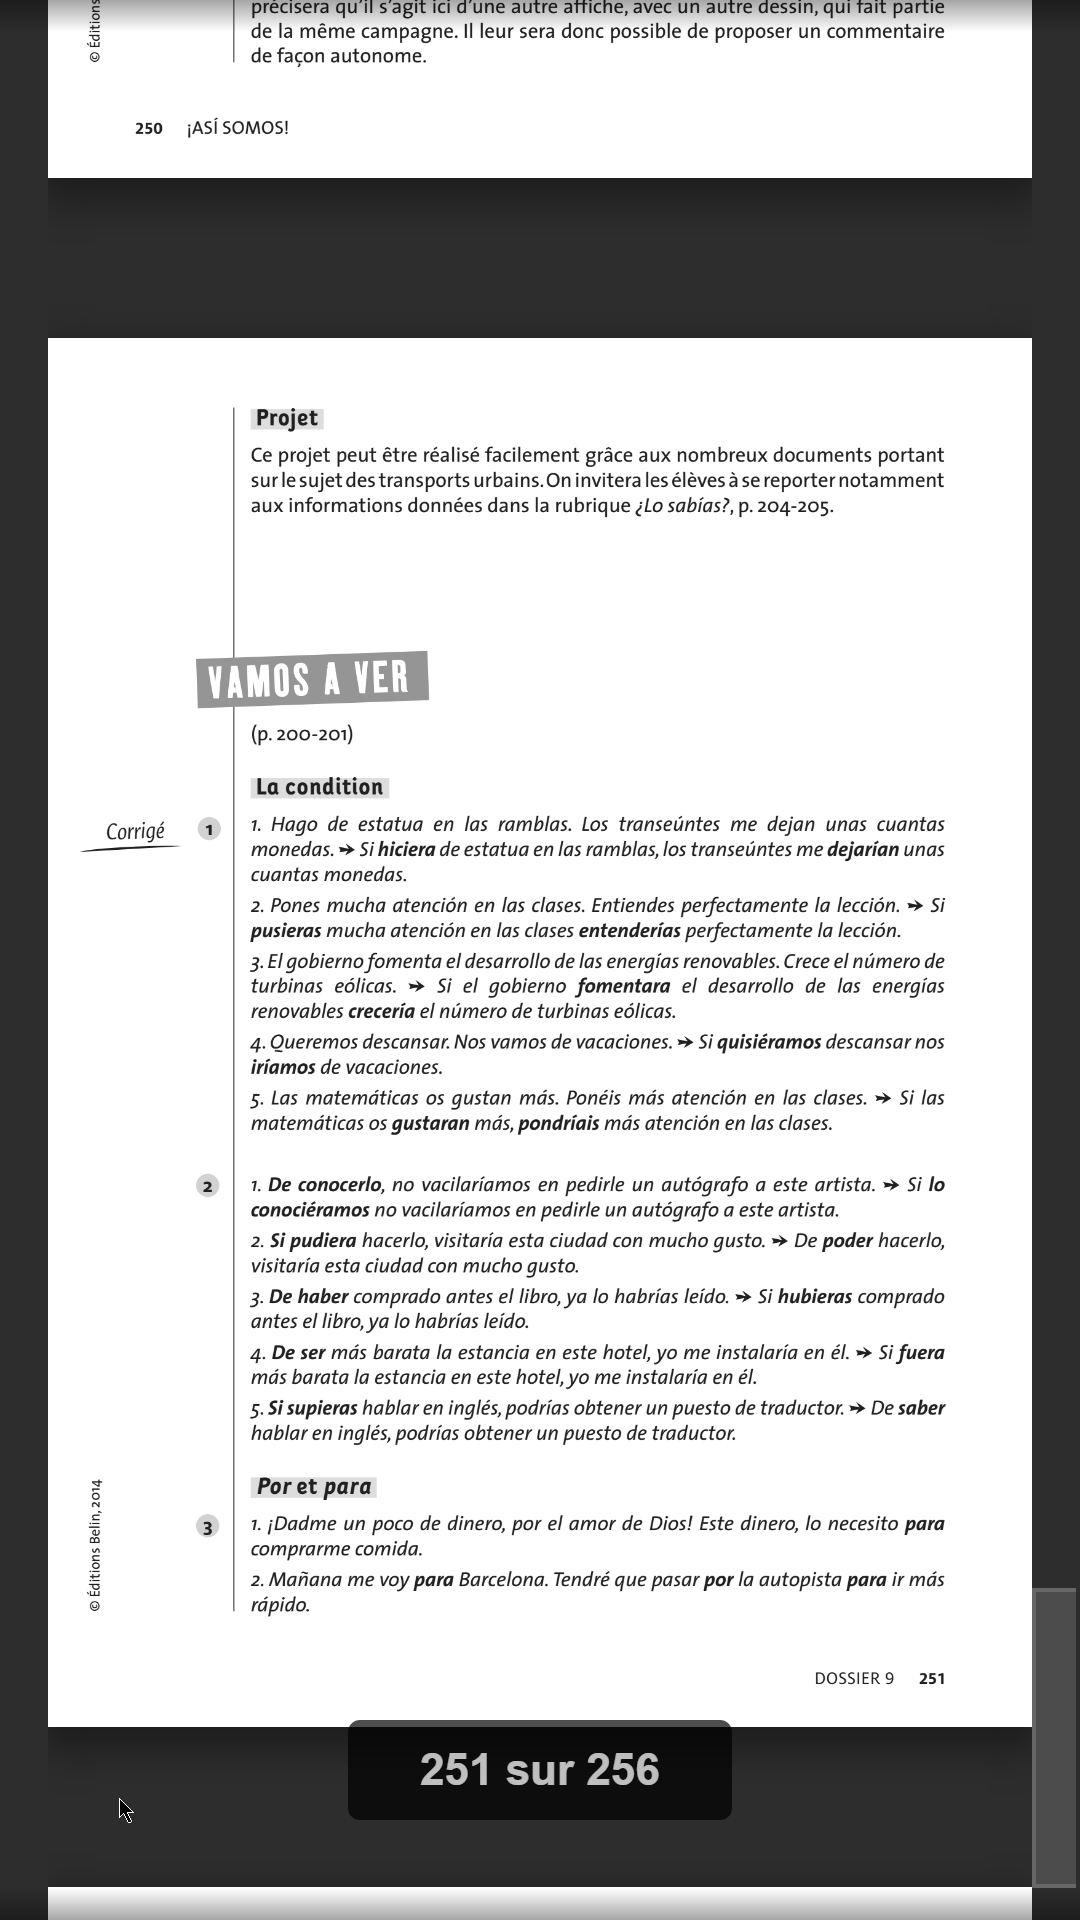 précisera qu'il s'agit ici d'une autre affiche, avec un autre dessin, qui fait partie
de la même campagne. Il leur sera donc possible de proposer un commentaire
de façon autonome.
© Éditions
250 ¡ASÍ SOMOS!
Projet
Ce projet peut être réalisé facilement grâce aux nombreux documents portant
sur le sujet des transports urbains. On invitera les élèves à se reporter notamment
aux informations données dans la rubrique ¿Lo sabías?, p. 204-205.
VAMOS A VER
(p. 200-201)
La condition
Corrigé
1 1. Hago de estatua en las ramblas. Los transeúntes me dejan unas cuantas
monedas. ➔ Si hiciera de estatua en las ramblas, los transeúntes me dejarían unas
cuantas monedas.
2. Pones mucha atención en las clases. Entiendes perfectamente la lección. ➔ Si
pusieras mucha atención en las clases entenderías perfectamente la lección.
3. El gobierno fomenta el desarrollo de las energías renovables. Crece el número de
turbinas eólicas. ➔ Si el gobierno fomentara el desarrollo de las energías
renovables crecería el número de turbinas eólicas.
4. Queremos descansar. Nos vamos de vacaciones. ➔ Si quisiéramos descansar nos
iríamos de vacaciones.
5. Las matemáticas os gustan más. Ponéis más atención en las clases. ➔ Si las
matemáticas os gustaran más, pondríais más atención en las clases.
2 1. De conocerlo, no vacilaríamos en pedirle un autógrafo a este artista. ➔ Si lo
conociéramos no vacilaríamos en pedirle un autógrafo a este artista.
2. Si pudiera hacerlo, visitaría esta ciudad con mucho gusto. ➔ De poder hacerlo,
visitaría esta ciudad con mucho gusto.
3. De haber comprado antes el libro, ya lo habrías leído. ➔ Si hubieras comprado
antes el libro, ya lo habrías leído.
4. De ser más barata la estancia en este hotel, yo me instalaría en él. ➔ Si fuera
más barata la estancia en este hotel, yo me instalaría en él.
5. Si supieras hablar en inglés, podrías obtener un puesto de traductor. ➔ De saber
hablar en inglés, podrías obtener un puesto de traductor.
Por et para
3 1. ¡Dadme un poco de dinero, por el amor de Dios! Este dinero, lo necesito para
comprarme comida.
2. Mañana me voy para Barcelona. Tendré que pasar por la autopista para ir más
rápido.
© Éditions Belin, 2014
DOSSIER 9 251
251 sur 256